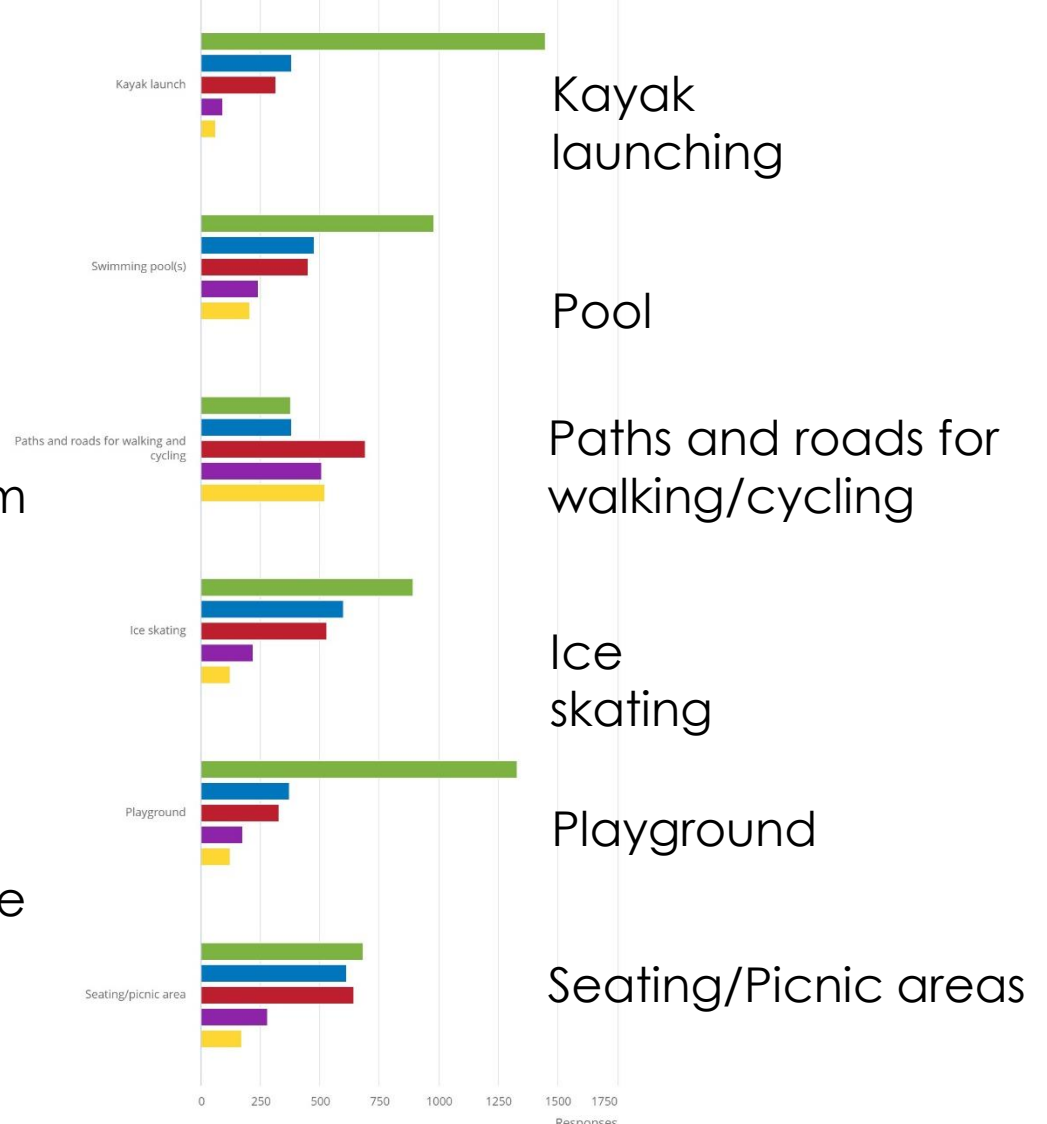 Kayak launch
Kayak
launching
Swimming pool(s)
Pool
Paths and roads for walking and
cycling
Paths and roads for
walking/cycling
m
Ice skating
Ice
skating
Playground
Playground
e
Seating/picnic area
Seating/Picnic areas
0 250 500 750 1000 1250 1500 1750
Responses